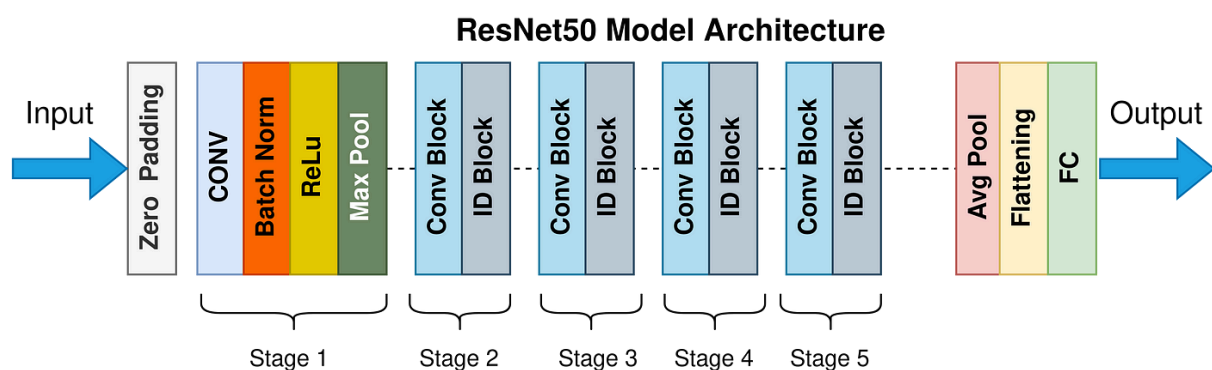 ResNet50 Model Architecture
Input
Zero Padding
CONV
Batch Norm
ReLu
Max Pool
Conv Block
ID Block
Conv Block
ID Block
Conv Block
ID Block
Conv Block
ID Block
Avg Pool
Flattening
FC
Output
Stage 1
Stage 2
Stage 3
Stage 4
Stage 5